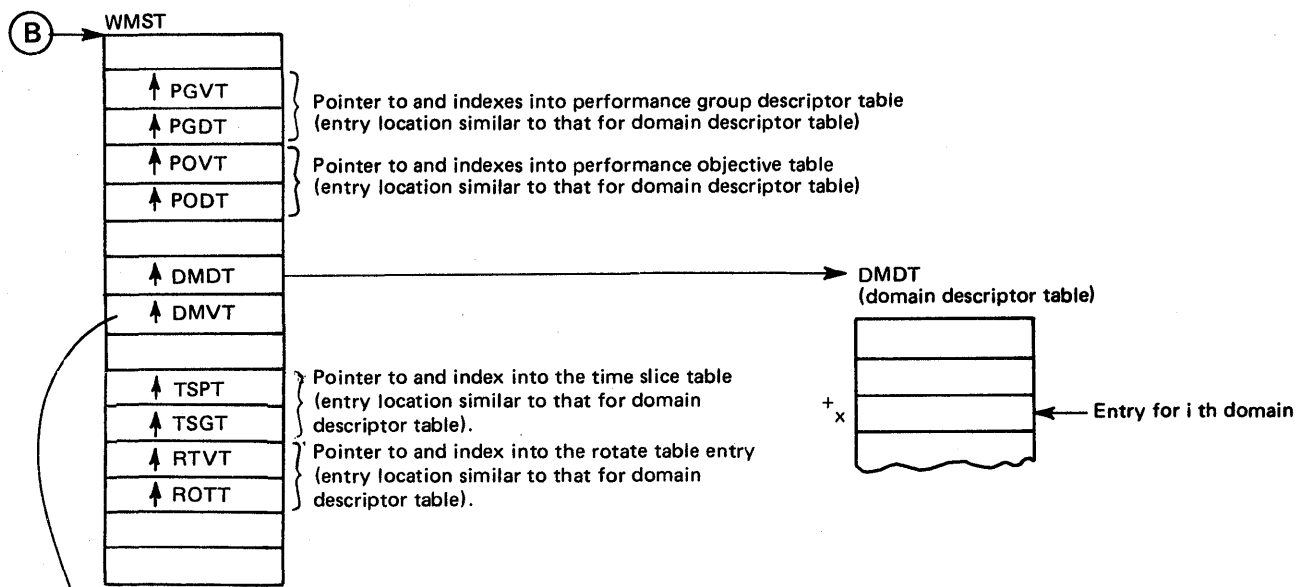 B
WMST
PGVT
PGDT
Pointer to and indexes into performance group descriptor table
(entry location similar to that for domain descriptor table)
POVT
PODT
Pointer to and indexes into performance objective table
(entry location similar to that for domain descriptor table)
DMDT
DMVT
DMDT
(domain descriptor table)
+x
Entry for i th domain
TSPT
TSGT
Pointer to and index into the time slice table
(entry location similar to that for domain
descriptor table).
RTVT
ROTT
Pointer to and index into the rotate table entry
(entry location similar to that for domain
descriptor table).